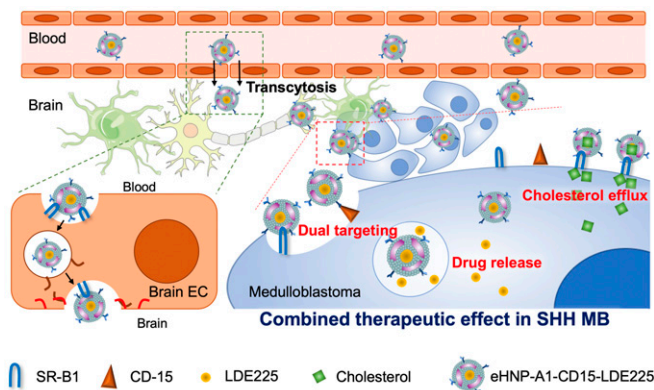 Blood
Transcytosis
Brain
Blood
Brain EC
Brain
Dual targeting
Cholesterol efflux
Drug release
Medulloblastoma
Combined therapeutic effect in SHH MB
SR-B1
CD-15
LDE225
Cholesterol
eHNP-A1-CD15-LDE225